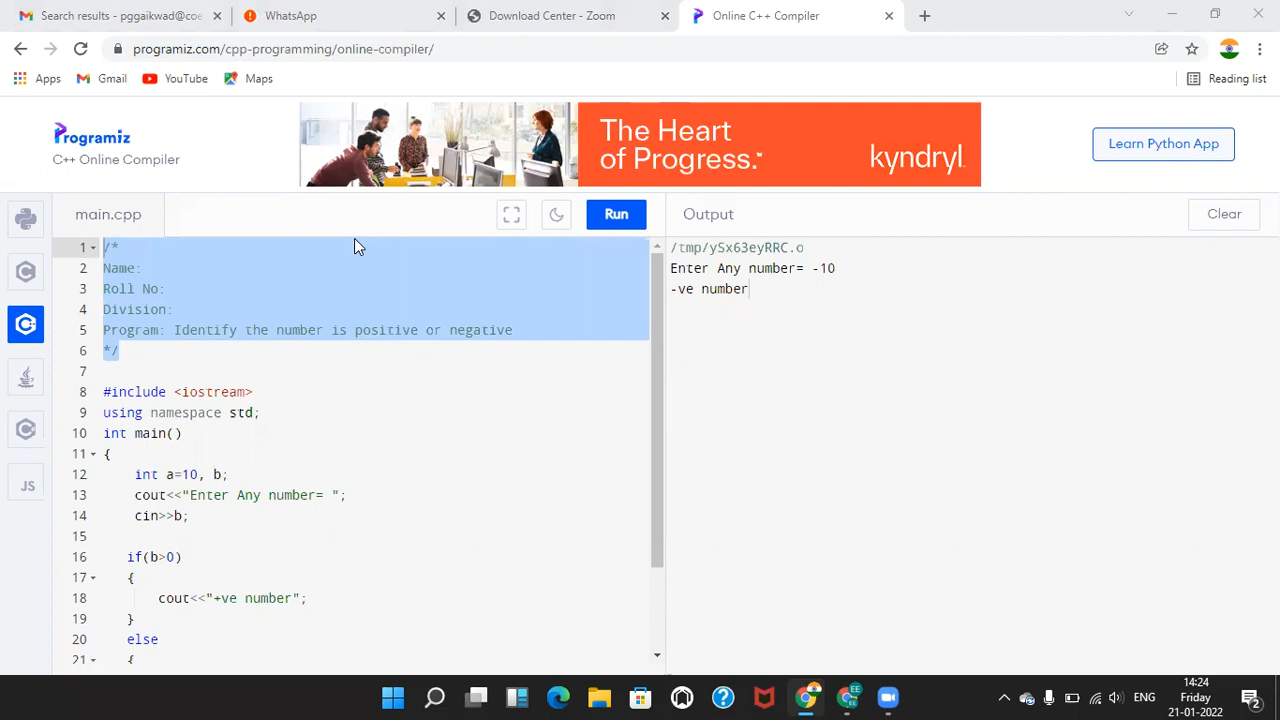 Search results - pggaikwad@coe
WhatsApp
Download Center - Zoom
Online C++ Compiler
programiz.com/cpp-programming/online-compiler/
Apps
Gmail
YouTube
Maps
Reading list
Programiz
C++ Online Compiler
The Heart
of Progress.™
kyndryl
Learn Python App
main.cpp
Run
Output
Clear
1 /*
2 Name:
3 Roll No:
4 Division:
5 Program: Identify the number is positive or negative
6 */
7
8 #include <iostream>
9 using namespace std;
10 int main()
11 {
12 int a=10, b;
13 cout<<"Enter Any number= ";
14 cin>>b;
15
16 if(b>0)
17 {
18 cout<<"+ve number";
19 }
20 else
21 {
/tmp/ySx63eyRRC.o
Enter Any number= -10
-ve number
JS
ENG
14:24
Friday
21-01-2022
2